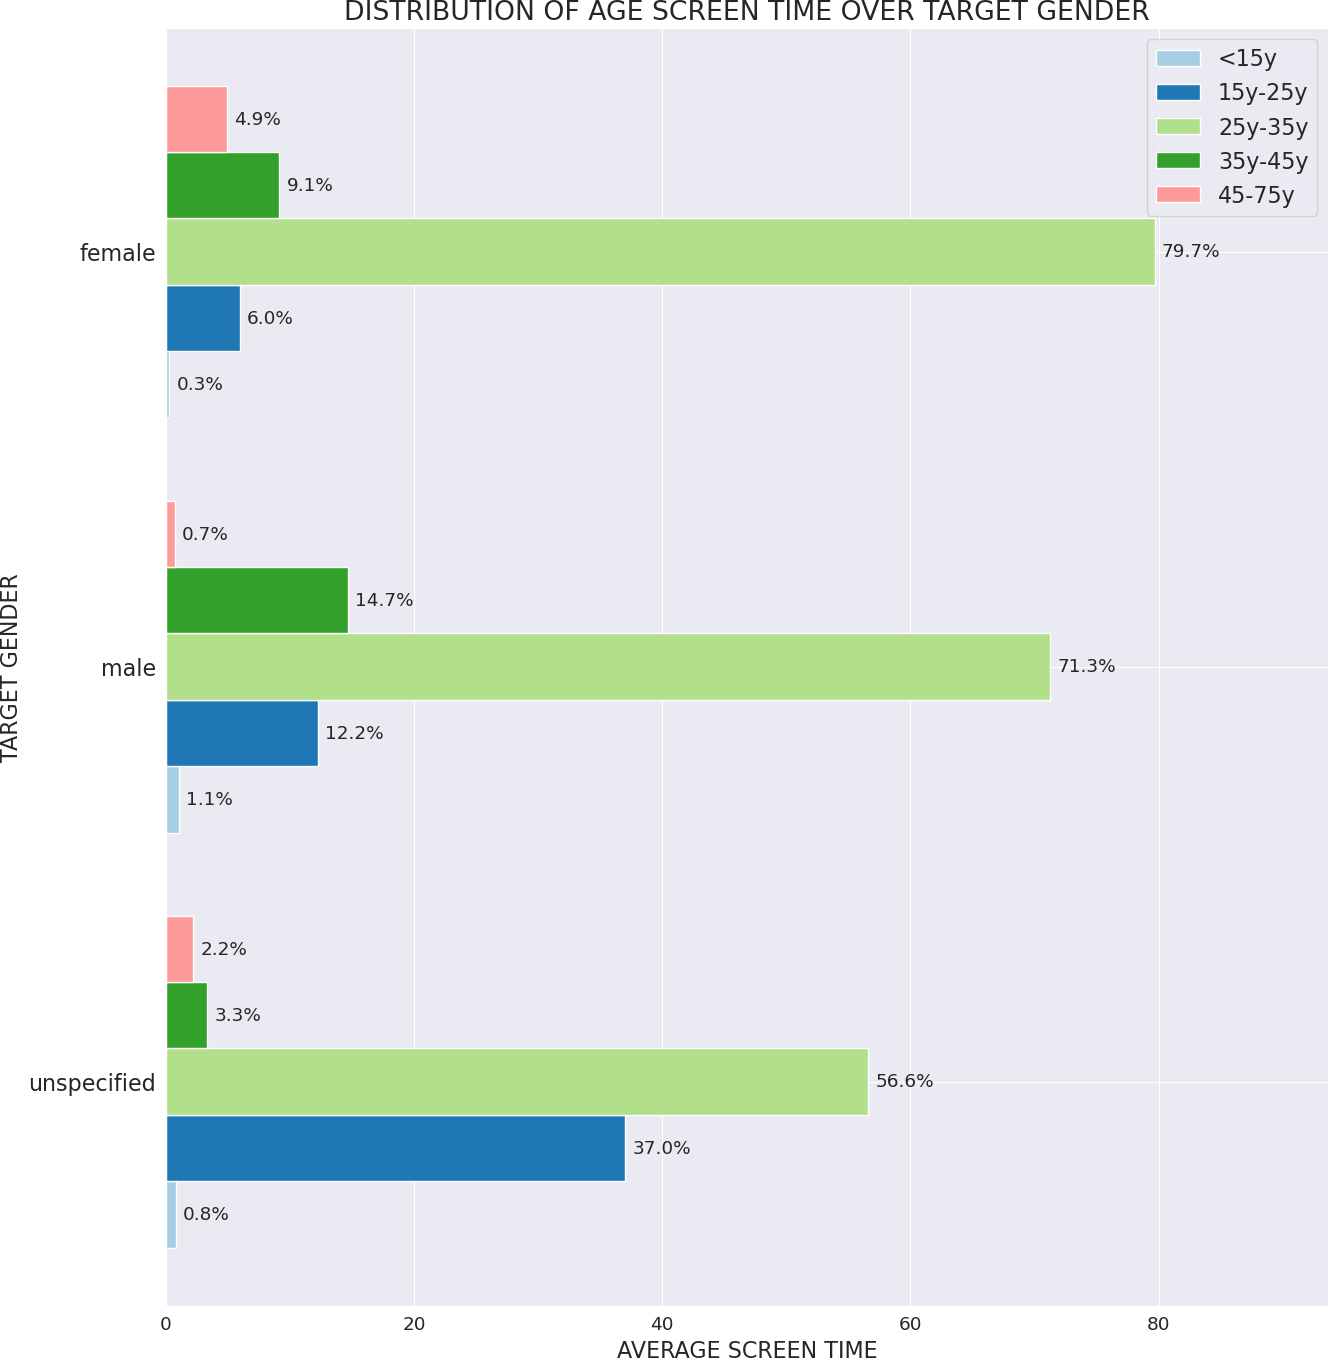 DISTRIBUTION OF AGE SCREEN TIME OVER TARGET GENDER
<15y
15y-25y
25y-35y
35y-45y
45-75y
4.9%
9.1%
female
79.7%
6.0%
0.3%
0.7%
14.7%
TARGET GENDER
male
71.3%
12.2%
1.1%
2.2%
3.3%
unspecified
56.6%
37.0%
0.8%
0 20 40 60 80
AVERAGE SCREEN TIME